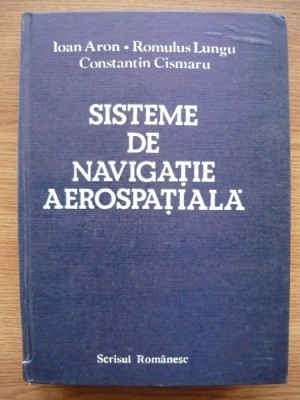 Ioan Aron • Romulus Lungu
Constantin Cismaru
SISTEME
DE
NAVIGAȚIE
AEROSPAȚIALĂ
Scrisul Românesc